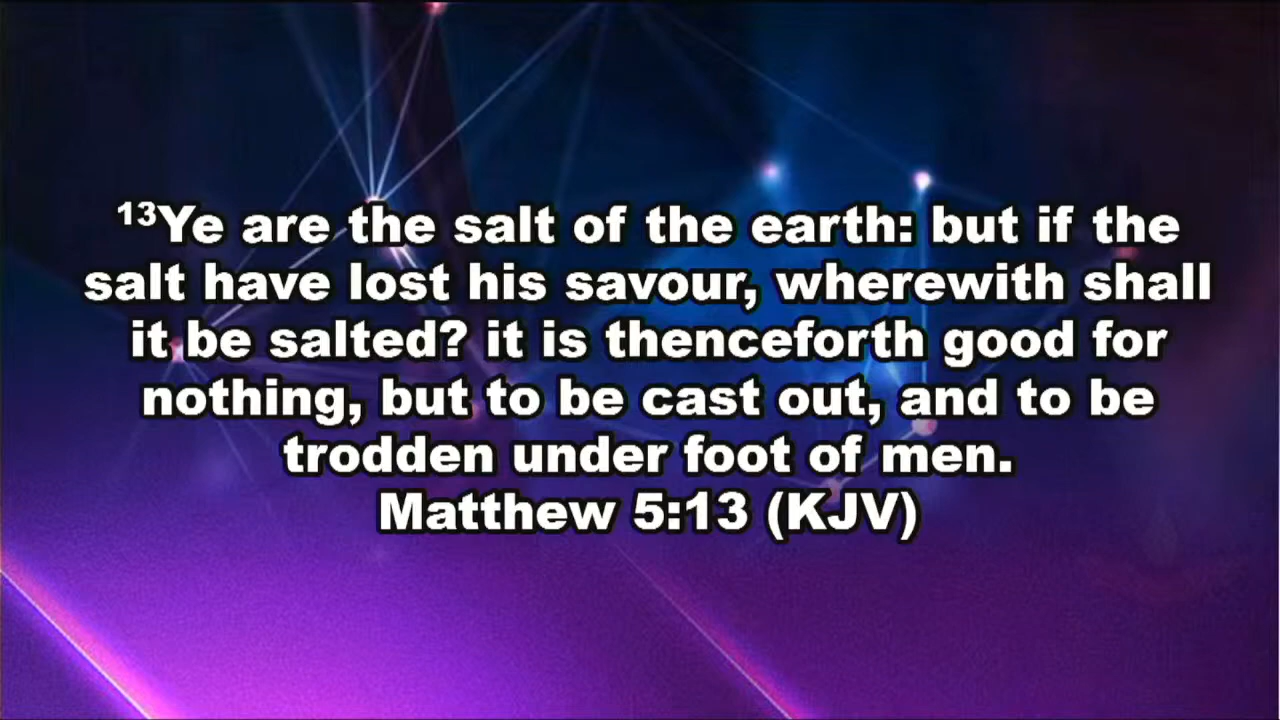 ¹³Ye are the salt of the earth: but if the
salt have lost his savour, wherewith shall
it be salted? it is thenceforth good for
nothing, but to be cast out, and to be
trodden under foot of men.
Matthew 5:13 (KJV)